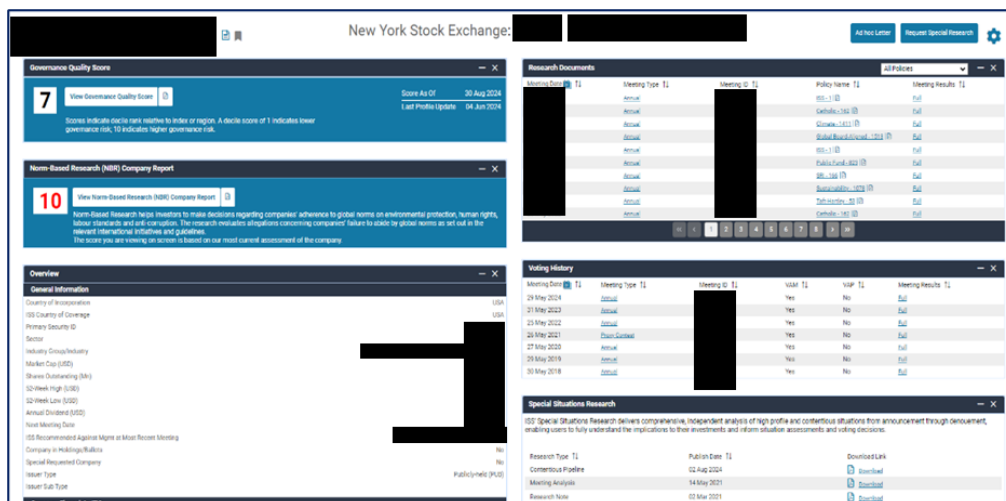 New York Stock Exchange:
Ad hoc Letter
Request Special Research
Governance Quality Score
7
View Governance Quality Score
Score As Of 30 Aug 2024
Last Profile Update 04 Jun 2024
Scores indicate decile rank relative to index or region. A decile score of 1 indicates lower
governance risk; 10 indicates higher governance risk.
Norm-Based Research (NBR) Company Report
10
View Norm-Based Research (NBR) Company Report
Norm-Based Research helps investors to make decisions regarding companies' adherence to global norms on environmental protection, human rights,
labour standards and anti-corruption. The research evaluates allegations concerning companies' failure to abide by global norms as set out in the
relevant international initiatives and guidelines.
The score you are viewing on screen is based on our most current assessment of the company.
Overview
General Information
Country of Incorporation USA
ISS Country of Coverage USA
Primary Security ID
Sector
Industry Group/Industry
Market Cap (USD)
Shares Outstanding (Mn)
52-Week High (USD)
52-Week Low (USD)
Annual Dividend (USD)
Next Meeting Date
ISS Recommended Against Mgmt at Most Recent Meeting
Company in Holdings/Ballots No
Special Requested Company No
Issuer Type Publicly-held (PUB)
Issuer Sub Type
Research Documents
All Policies
Meeting Date Meeting Type Meeting ID Policy Name Meeting Results
Annual ISS - 1 Full
Annual Catholic - 162 Full
Annual Climate - 1411 Full
Annual Global Board-Aligned - Full
Annual ISS - 1 Full
Annual Public Fund - 823 Full
Annual SRI - 166 Full
Annual Sustainability - Full
Annual Taft-Hartley - Full
Annual Catholic - 162 Full
1 2 3 4 5 6 7 8
Voting History
Meeting Date Meeting Type Meeting ID VAM VAP Meeting Results
29 May 2024 Annual Yes No Full
31 May 2023 Annual Yes No Full
25 May 2022 Annual Yes No Full
26 May 2021 Proxy Contest Yes No Full
27 May 2020 Annual Yes No Full
29 May 2019 Annual Yes No Full
30 May 2018 Annual Yes No Full
Special Situations Research
ISS' Special Situations Research delivers comprehensive, independent analysis of high profile and contentious situations from announcement through denouement,
enabling users to fully understand the implications to their investments and inform situation assessments and voting decisions.
Research Type Publish Date Download Link
Contentious Pipeline 02 Aug 2024 Download
Meeting Analysis 14 May 2021 Download
Research Note 02 Mar 2021 Download